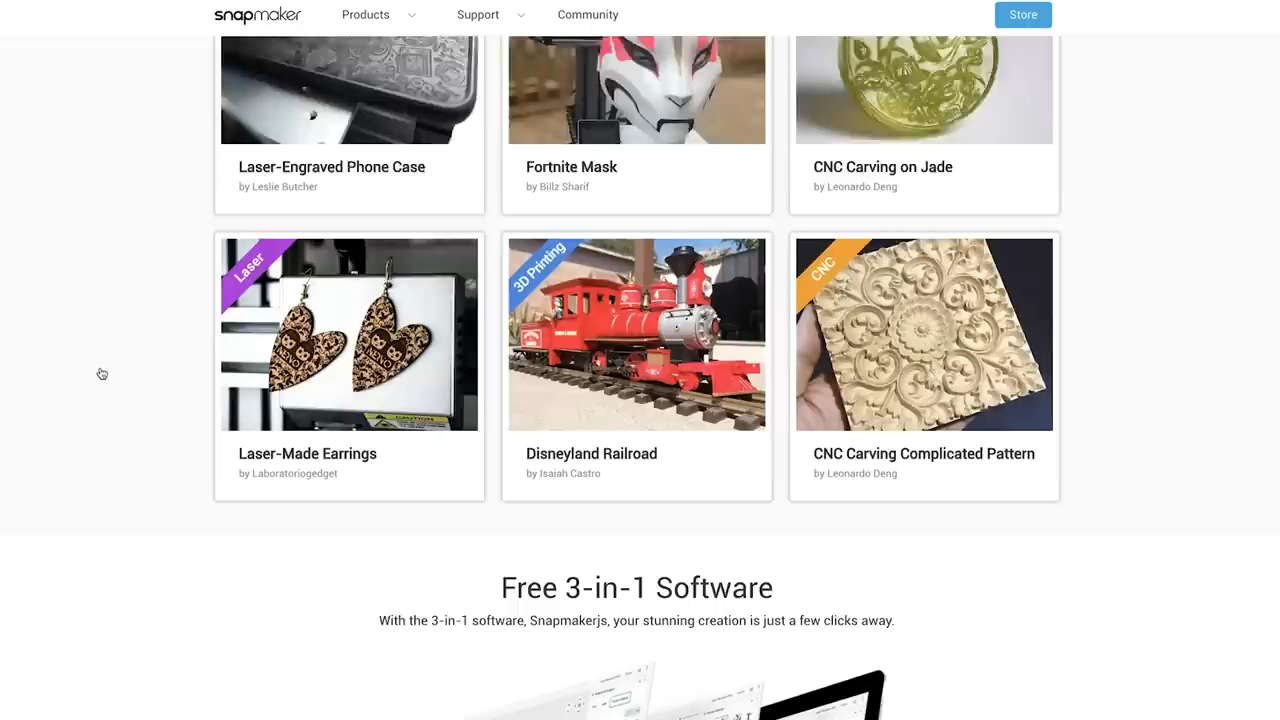 snapmaker Products Support Community Store
Laser-Engraved Phone Case
by Leslie Butcher
Fortnite Mask
by Billz Sharif
CNC Carving on Jade
by Leonardo Deng
Laser
3D Printing
CNC
NEXEO
CAUTION
Laser-Made Earrings
by Laboratoriogedget
Disneyland Railroad
by Isaiah Castro
CNC Carving Complicated Pattern
by Leonardo Deng
Free 3-in-1 Software
With the 3-in-1 software, Snapmakerjs, your stunning creation is just a few clicks away.